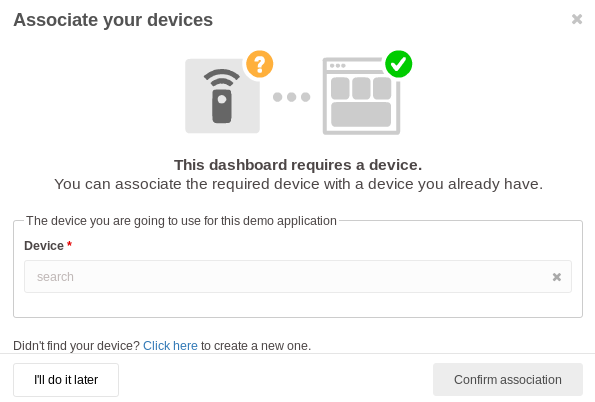 Associate your devices
This dashboard requires a device.
You can associate the required device with a device you already have.
The device you are going to use for this demo application
Device *
search
Didn't find your device? Click here to create a new one.
I'll do it later
Confirm association